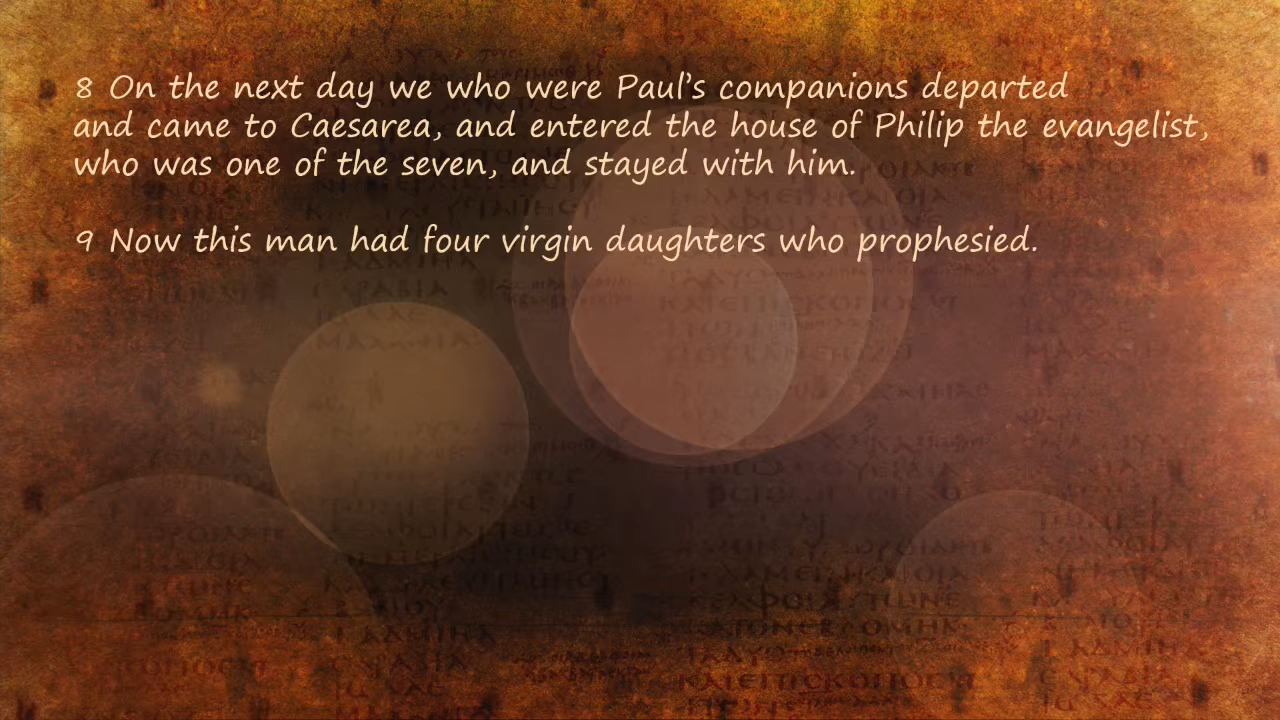 8 On the next day we who were Paul's companions departed
and came to Caesarea, and entered the house of Philip the evangelist,
who was one of the seven, and stayed with him.
9 Now this man had four virgin daughters who prophesied.